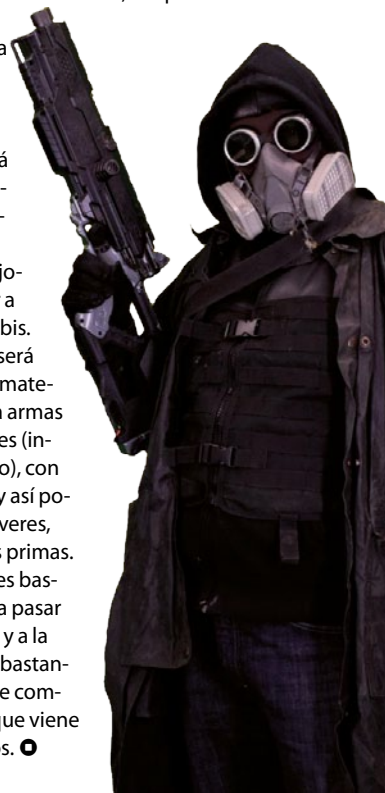 a
á
-
-
jo-
a
bis.
será
mate-
armas
es (in-
o), con
y así po-
veres,
s primas.
es bas-
a pasar
y a la
bastan-
e com-
que viene
os.